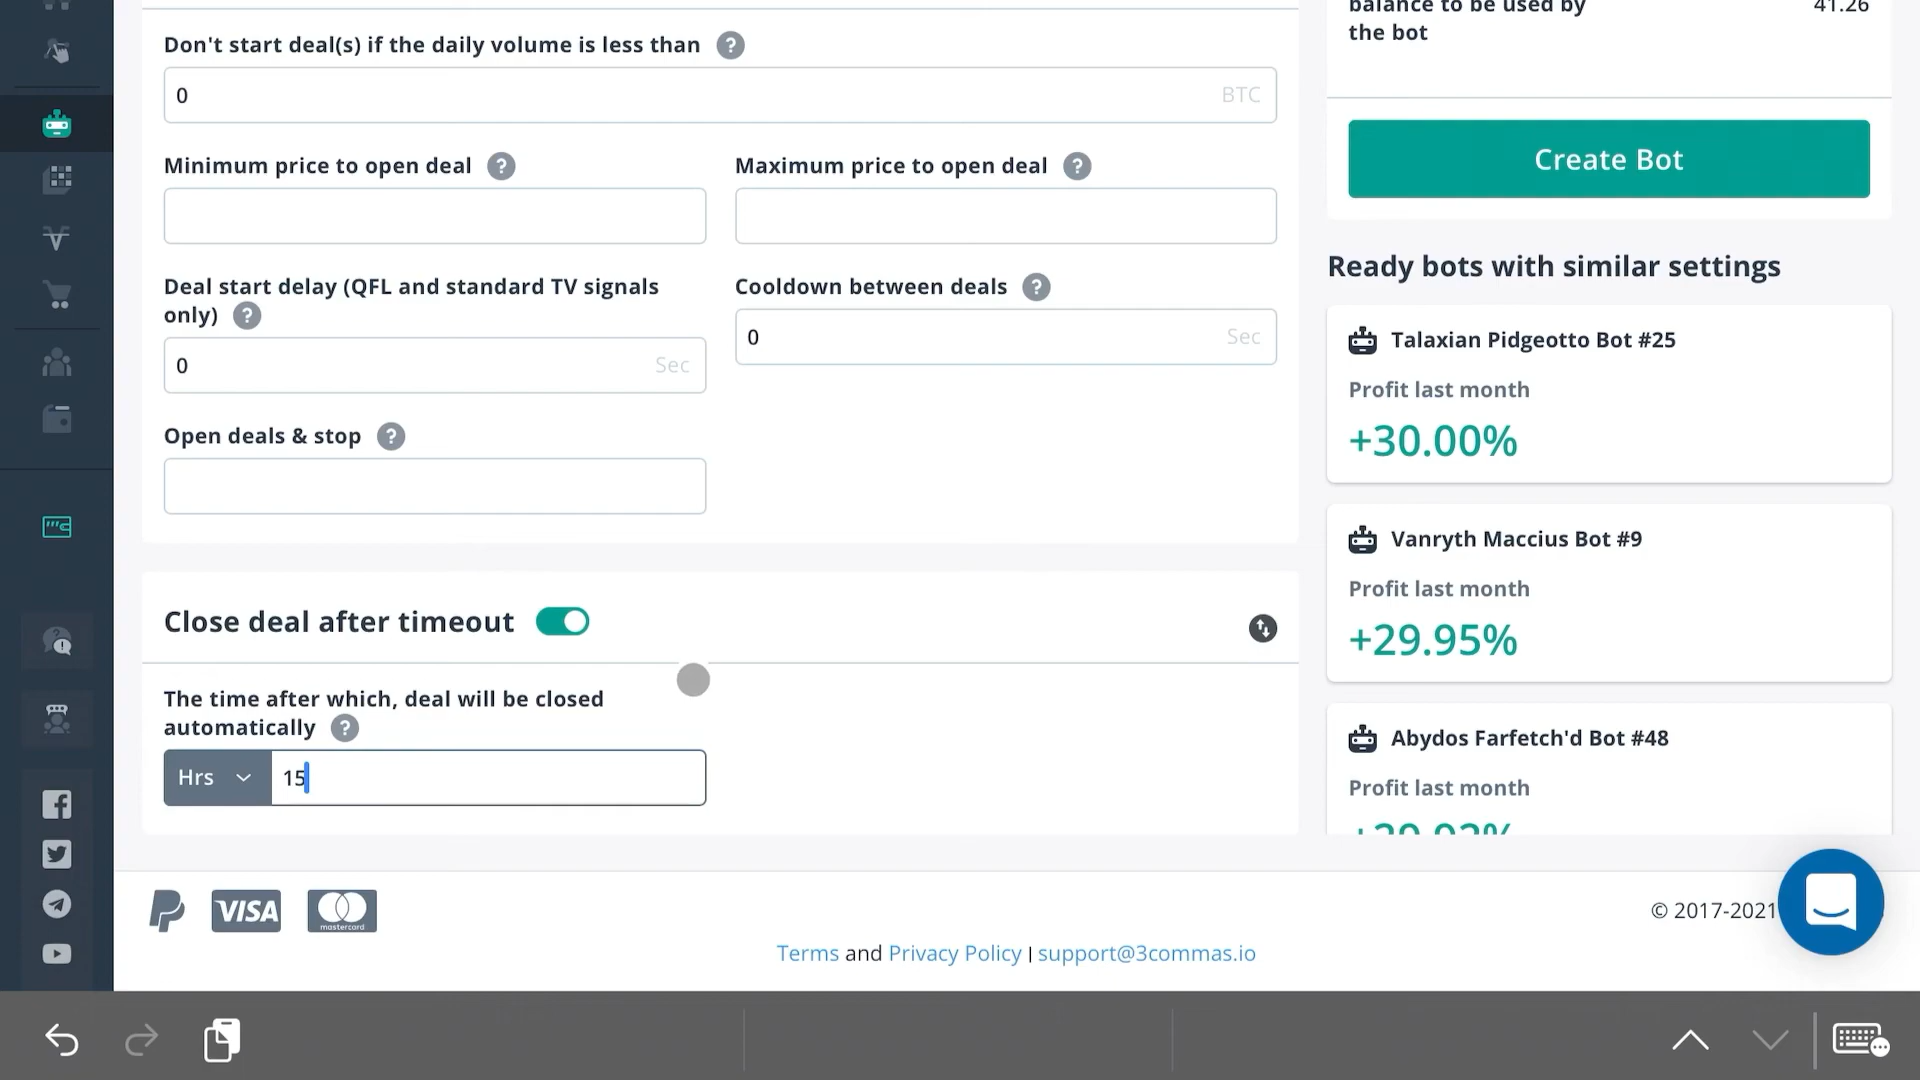 balance to be used by
the bot
41.26
Don't start deal(s) if the daily volume is less than ?
0 BTC
Minimum price to open deal ?
Maximum price to open deal ?
Deal start delay (QFL and standard TV signals
only) ?
0 Sec
Cooldown between deals ?
0 Sec
Open deals & stop ?
Close deal after timeout
The time after which, deal will be closed
automatically ?
Hrs 15
Create Bot
Ready bots with similar settings
Talaxian Pidgeotto Bot #25
Profit last month
+30.00%
Vanryth Maccius Bot #9
Profit last month
+29.95%
Abydos Farfetch'd Bot #48
Profit last month
VISA
mastercard
© 2017-2021
Terms and Privacy Policy | support@3commas.io